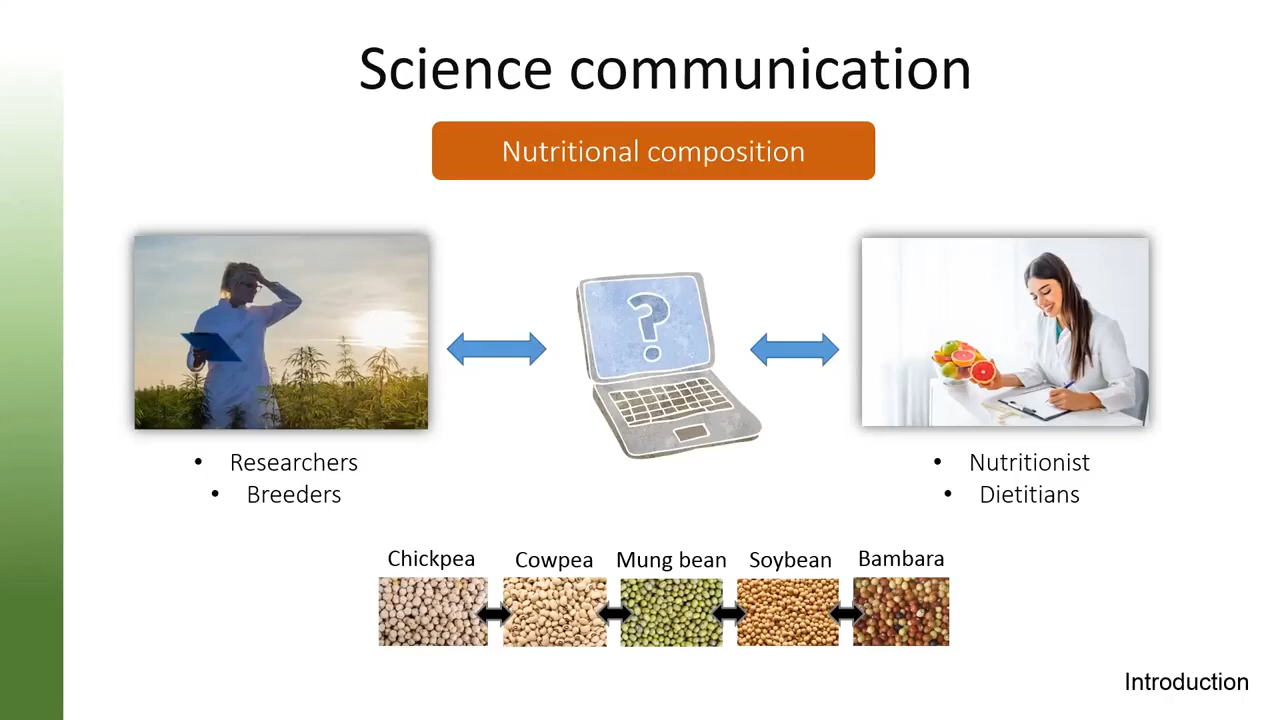 Science communication
Nutritional composition
?
• Researchers
• Breeders
• Nutritionist
• Dietitians
Chickpea Cowpea Mung bean Soybean Bambara
Introduction